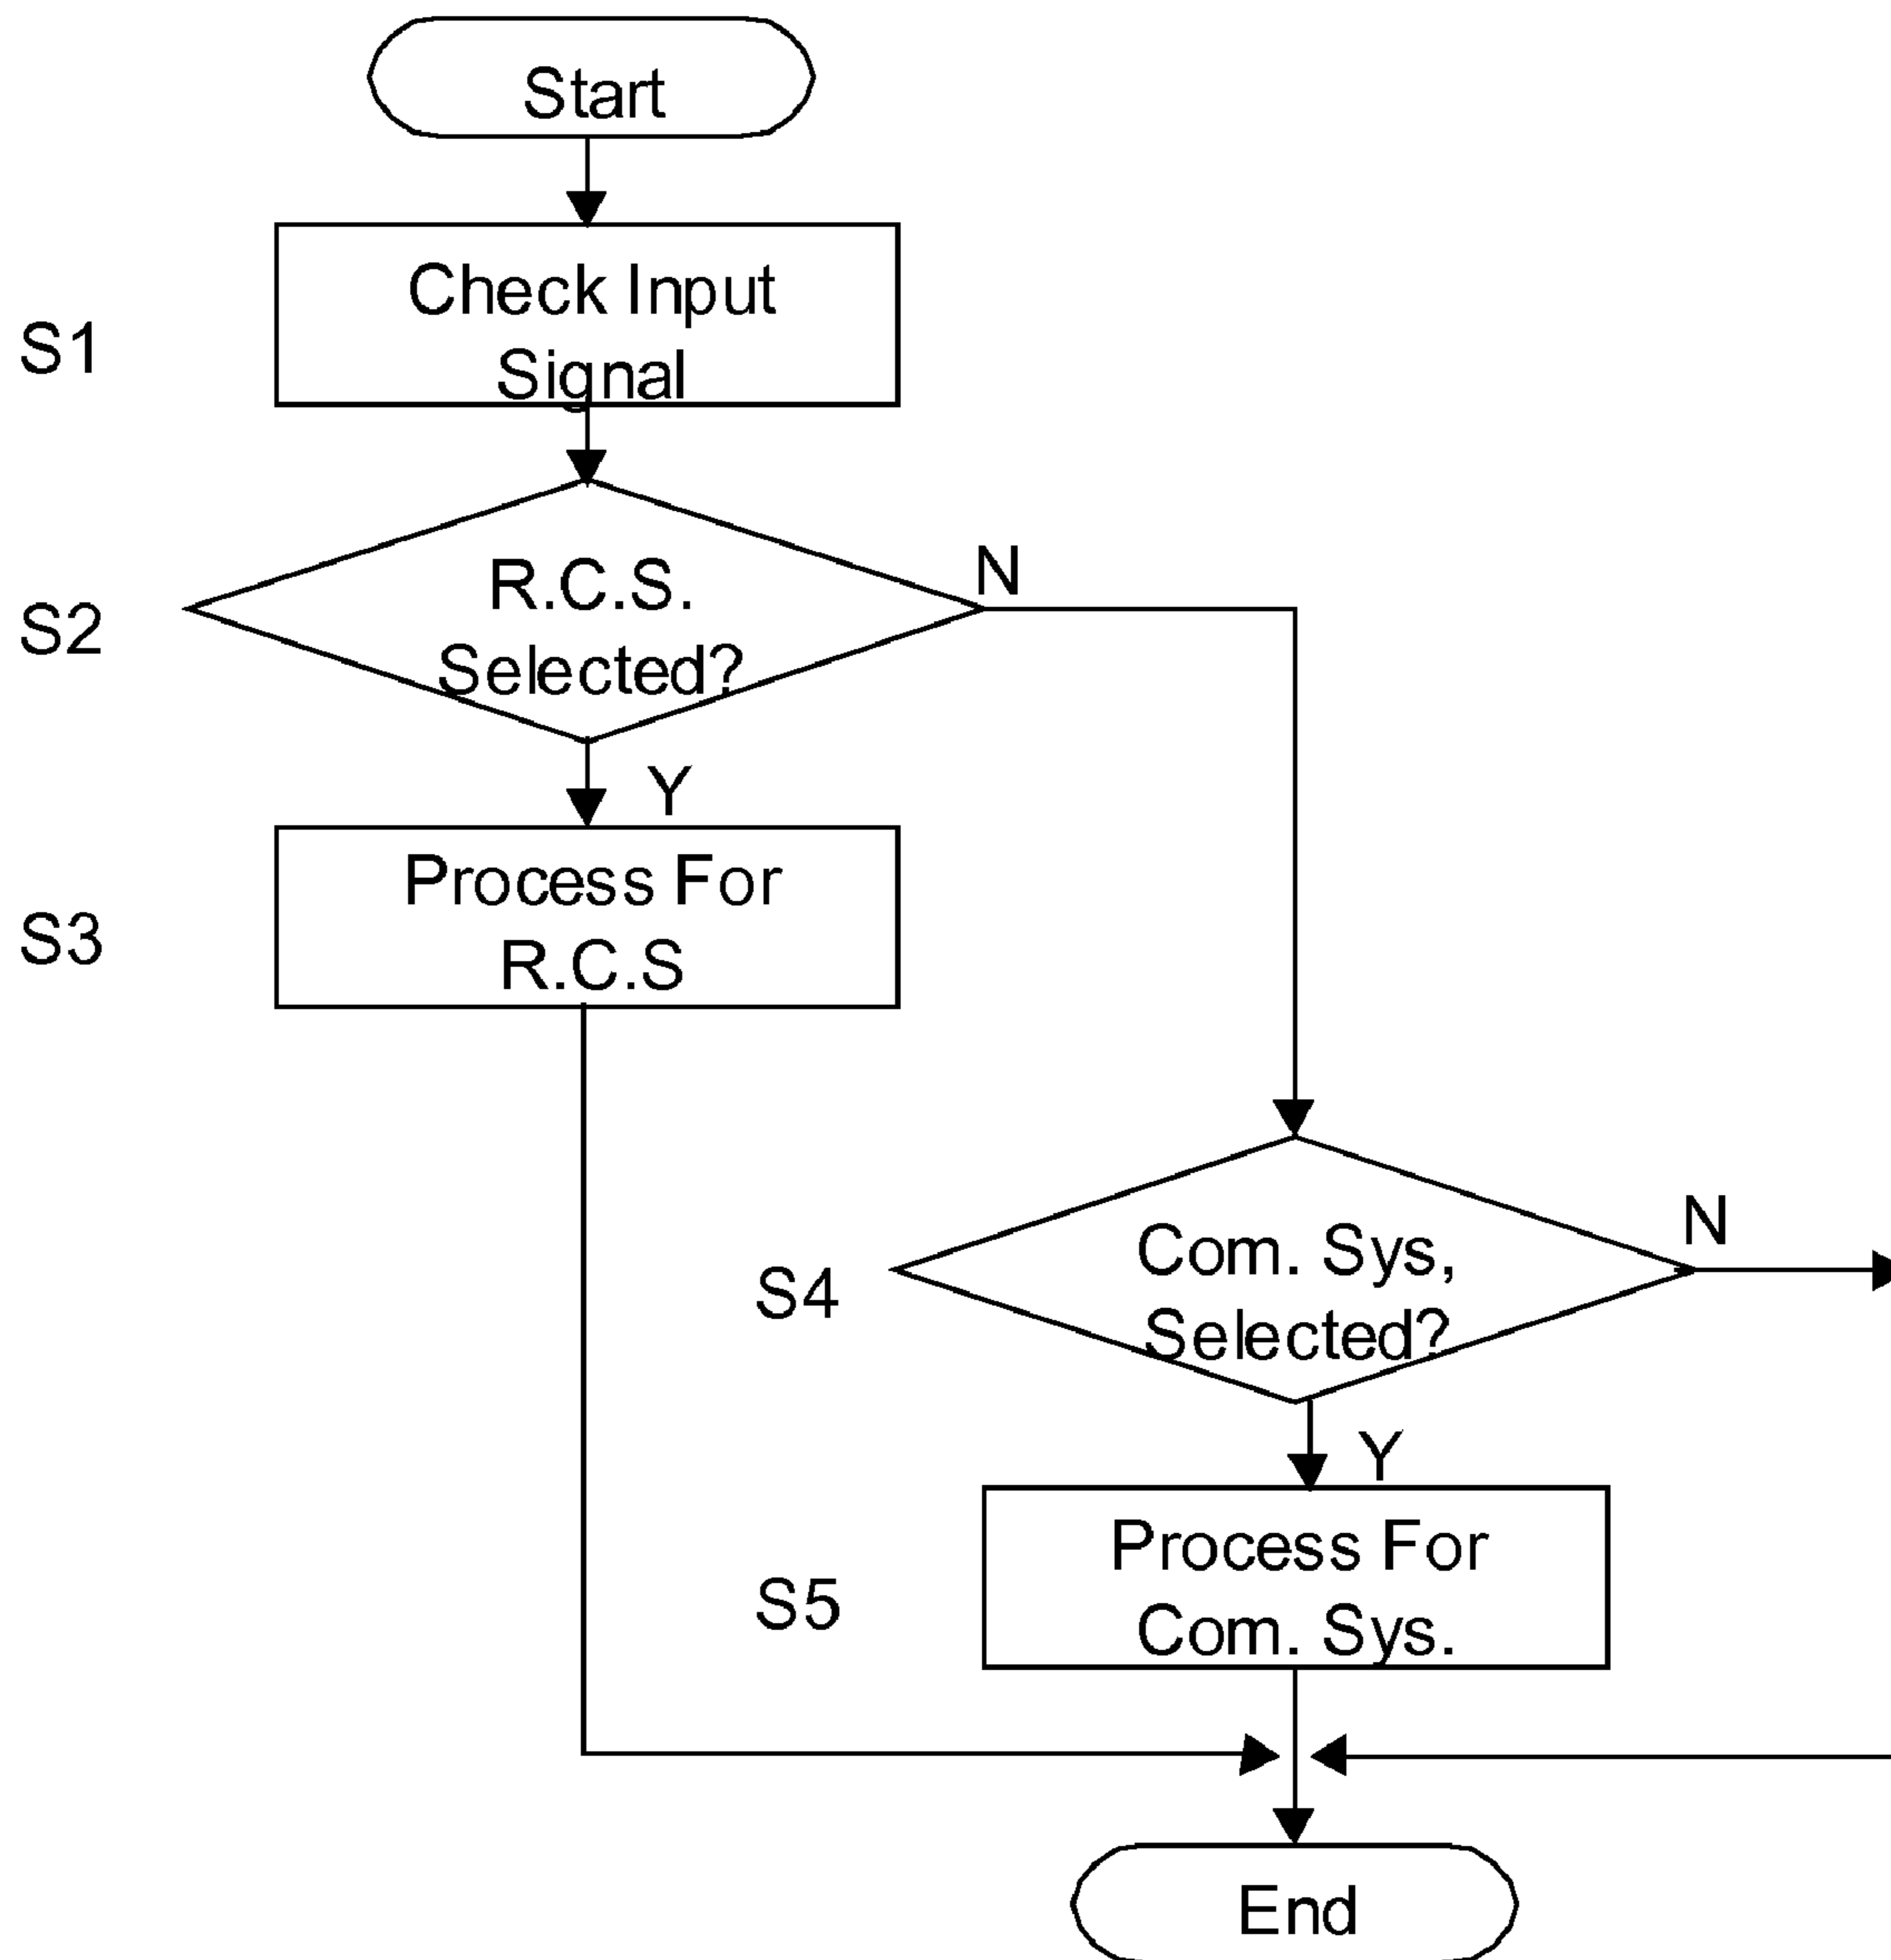 Start
S1
Check Input
Signal
S2
R.C.S.
Selected?
N
Y
S3
Process For
R.C.S
S4
Com. Sys,
Selected?
N
Y
S5
Process For
Com. Sys.
End